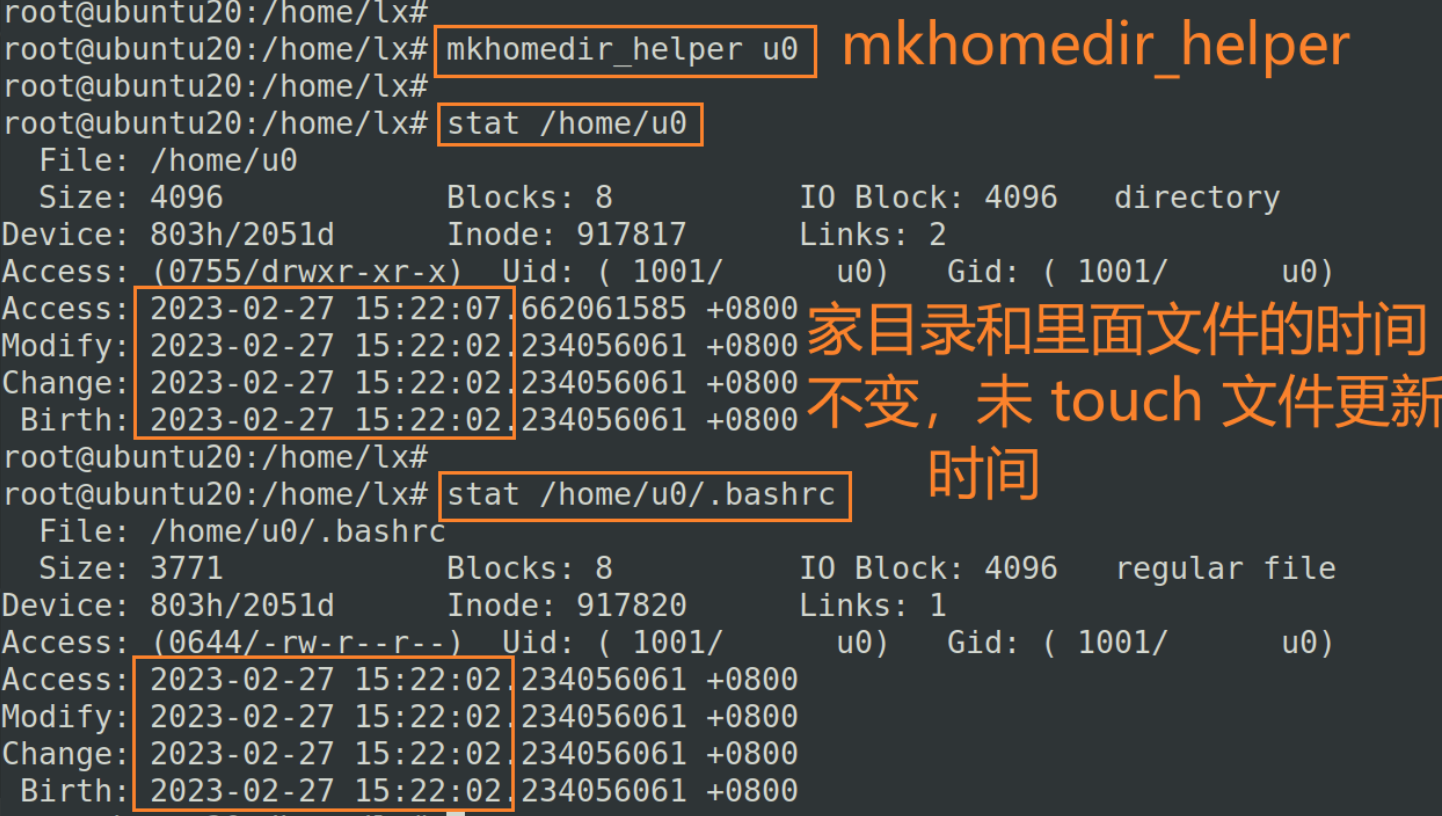 root@ubuntu20:/home/lx#
root@ubuntu20:/home/lx# mkhomedir_helper u0
mkhomedir_helper
root@ubuntu20:/home/lx#
root@ubuntu20:/home/lx# stat /home/u0
File: /home/u0
Size: 4096 Blocks: 8 IO Block: 4096 directory
Device: 803h/2051d Inode: 917817 Links: 2
Access: (0755/drwxr-xr-x) Uid: ( 1001/ u0) Gid: ( 1001/ u0)
Access: 2023-02-27 15:22:07.662061585 +0800
Modify: 2023-02-27 15:22:02.234056061 +0800
Change: 2023-02-27 15:22:02.234056061 +0800
Birth: 2023-02-27 15:22:02.234056061 +0800
家目录和里面文件的时间
不变，未 touch 文件更新
时间
root@ubuntu20:/home/lx#
root@ubuntu20:/home/lx# stat /home/u0/.bashrc
File: /home/u0/.bashrc
Size: 3771 Blocks: 8 IO Block: 4096 regular file
Device: 803h/2051d Inode: 917820 Links: 1
Access: (0644/-rw-r--r--) Uid: ( 1001/ u0) Gid: ( 1001/ u0)
Access: 2023-02-27 15:22:02.234056061 +0800
Modify: 2023-02-27 15:22:02.234056061 +0800
Change: 2023-02-27 15:22:02.234056061 +0800
Birth: 2023-02-27 15:22:02.234056061 +0800